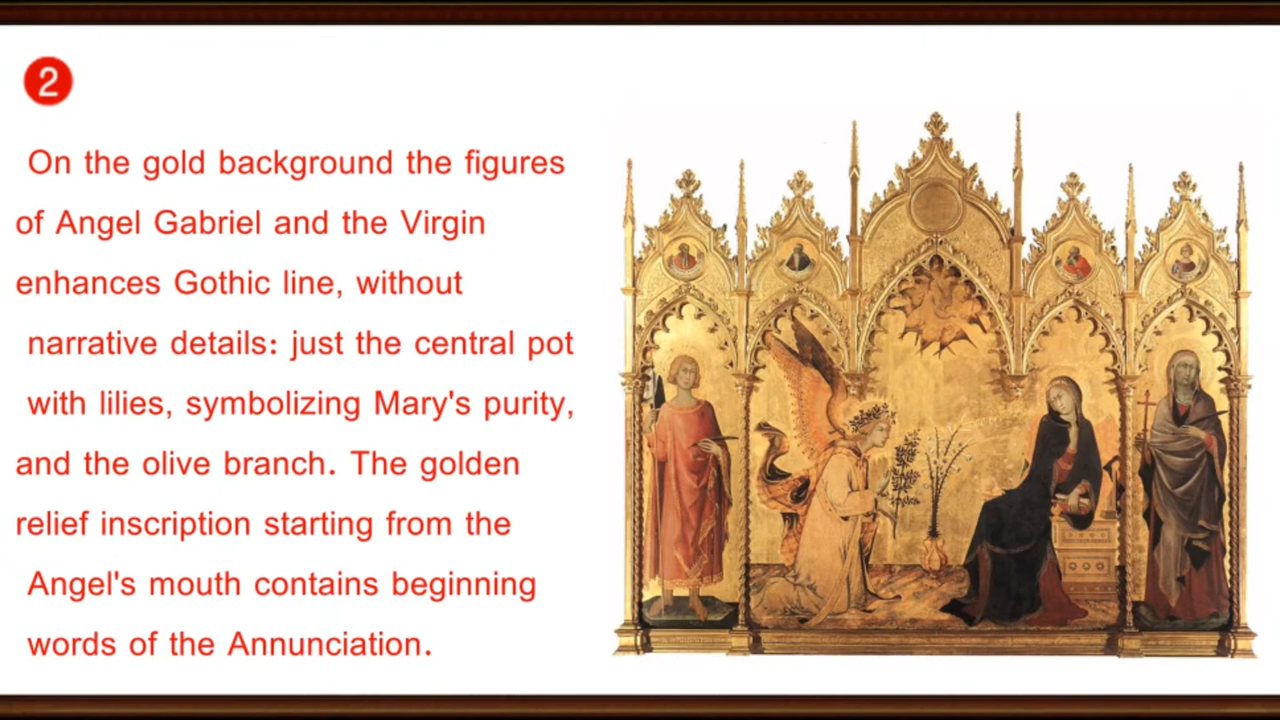 2
On the gold background the figures
of Angel Gabriel and the Virgin
enhances Gothic line, without
narrative details: just the central pot
with lilies, symbolizing Mary's purity,
and the olive branch. The golden
relief inscription starting from the
Angel's mouth contains beginning
words of the Annunciation.